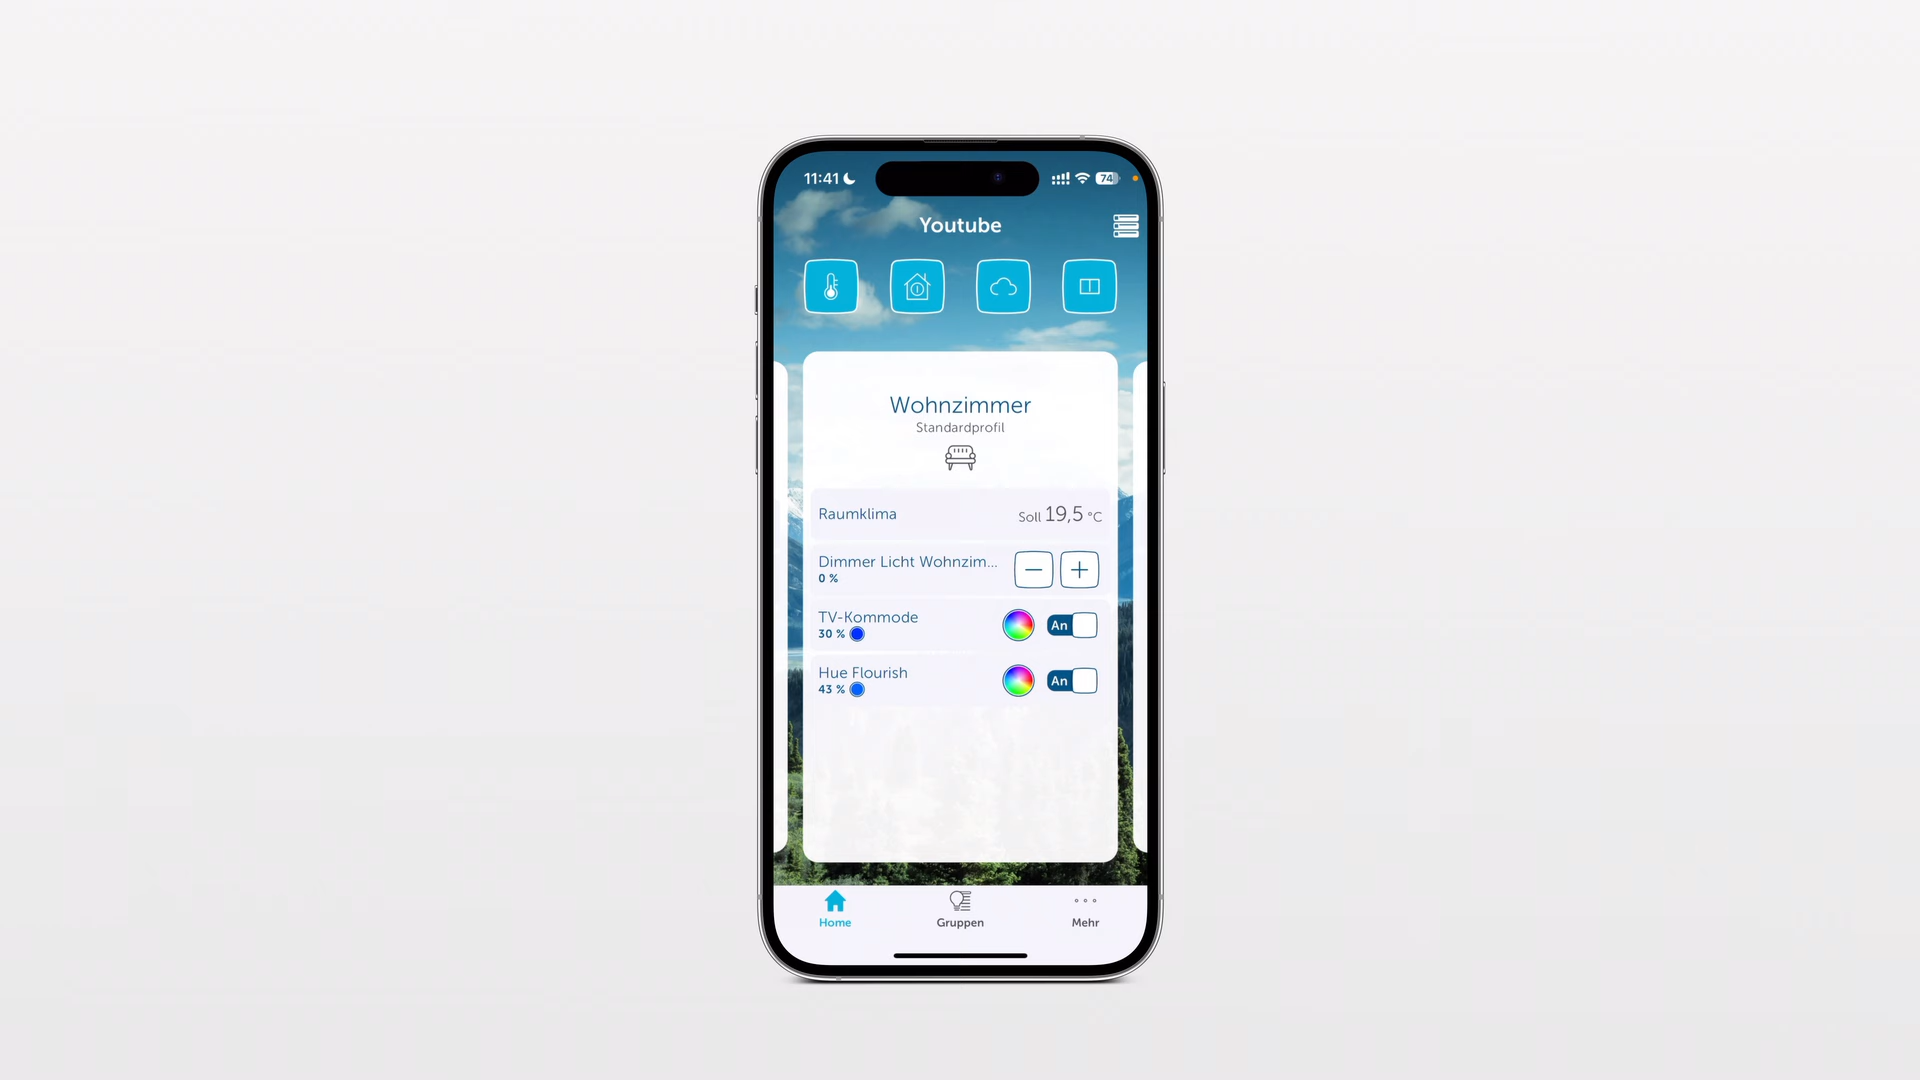 11:41
74
Youtube
Wohnzimmer
Standardprofil
Raumklima
Soll 19,5 °C
Dimmer Licht Wohnzim...
0 %
TV-Kommode
30 %
An
Hue Flourish
43 %
An
Home
Gruppen
Mehr